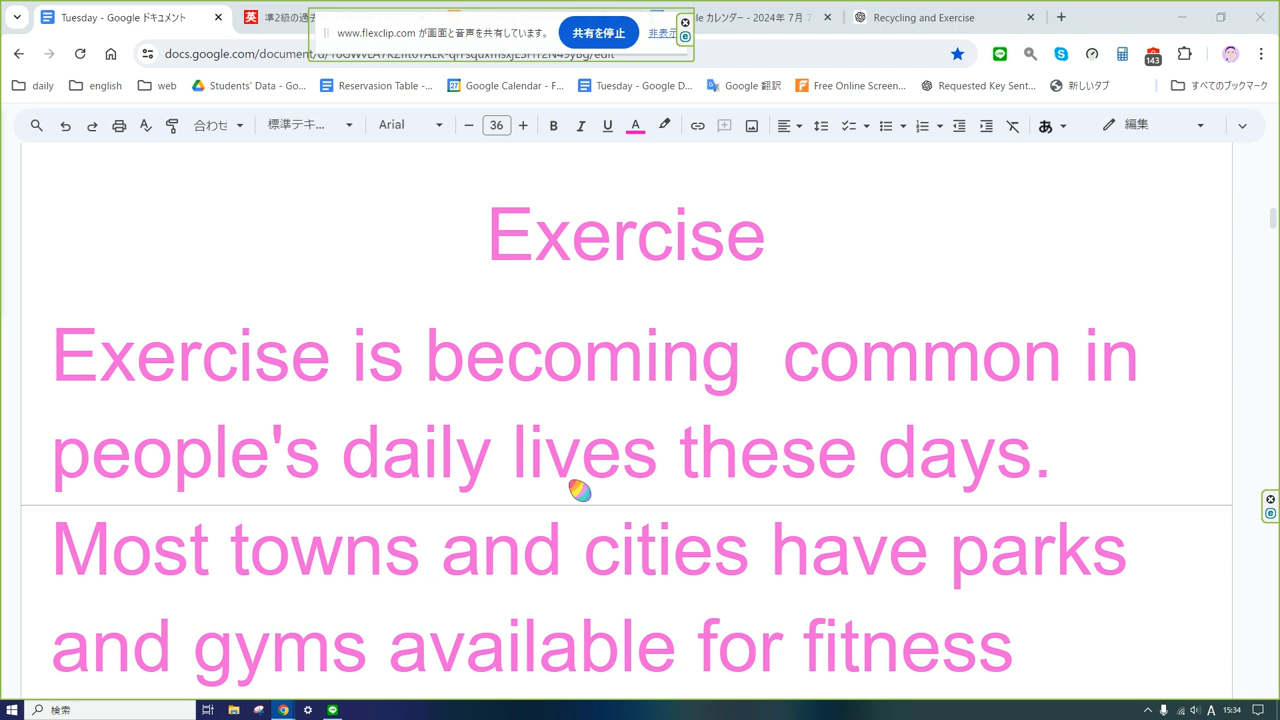 Tuesday - Google ドキュメント
英 準2級の過去
www.flexclip.com が画面と音声を共有しています。
共有を停止
非表示
le カレンダー - 2024年 7月
Recycling and Exercise
docs.google.com/document
daily
english
web
Students' Data - Go...
Reservasion Table -...
Google Calendar - F...
Tuesday - Google D...
Google 翻訳
Free Online Screen...
Requested Key Sent...
新しいタブ
すべてのブックマーク
143
合わせ
標準テキ...
Arial
36
B
I
U
A
あ
編集
Exercise
Exercise is becoming  common in
people's daily lives these days.
Most towns and cities have parks
and gyms available for fitness
検索
A
15:34